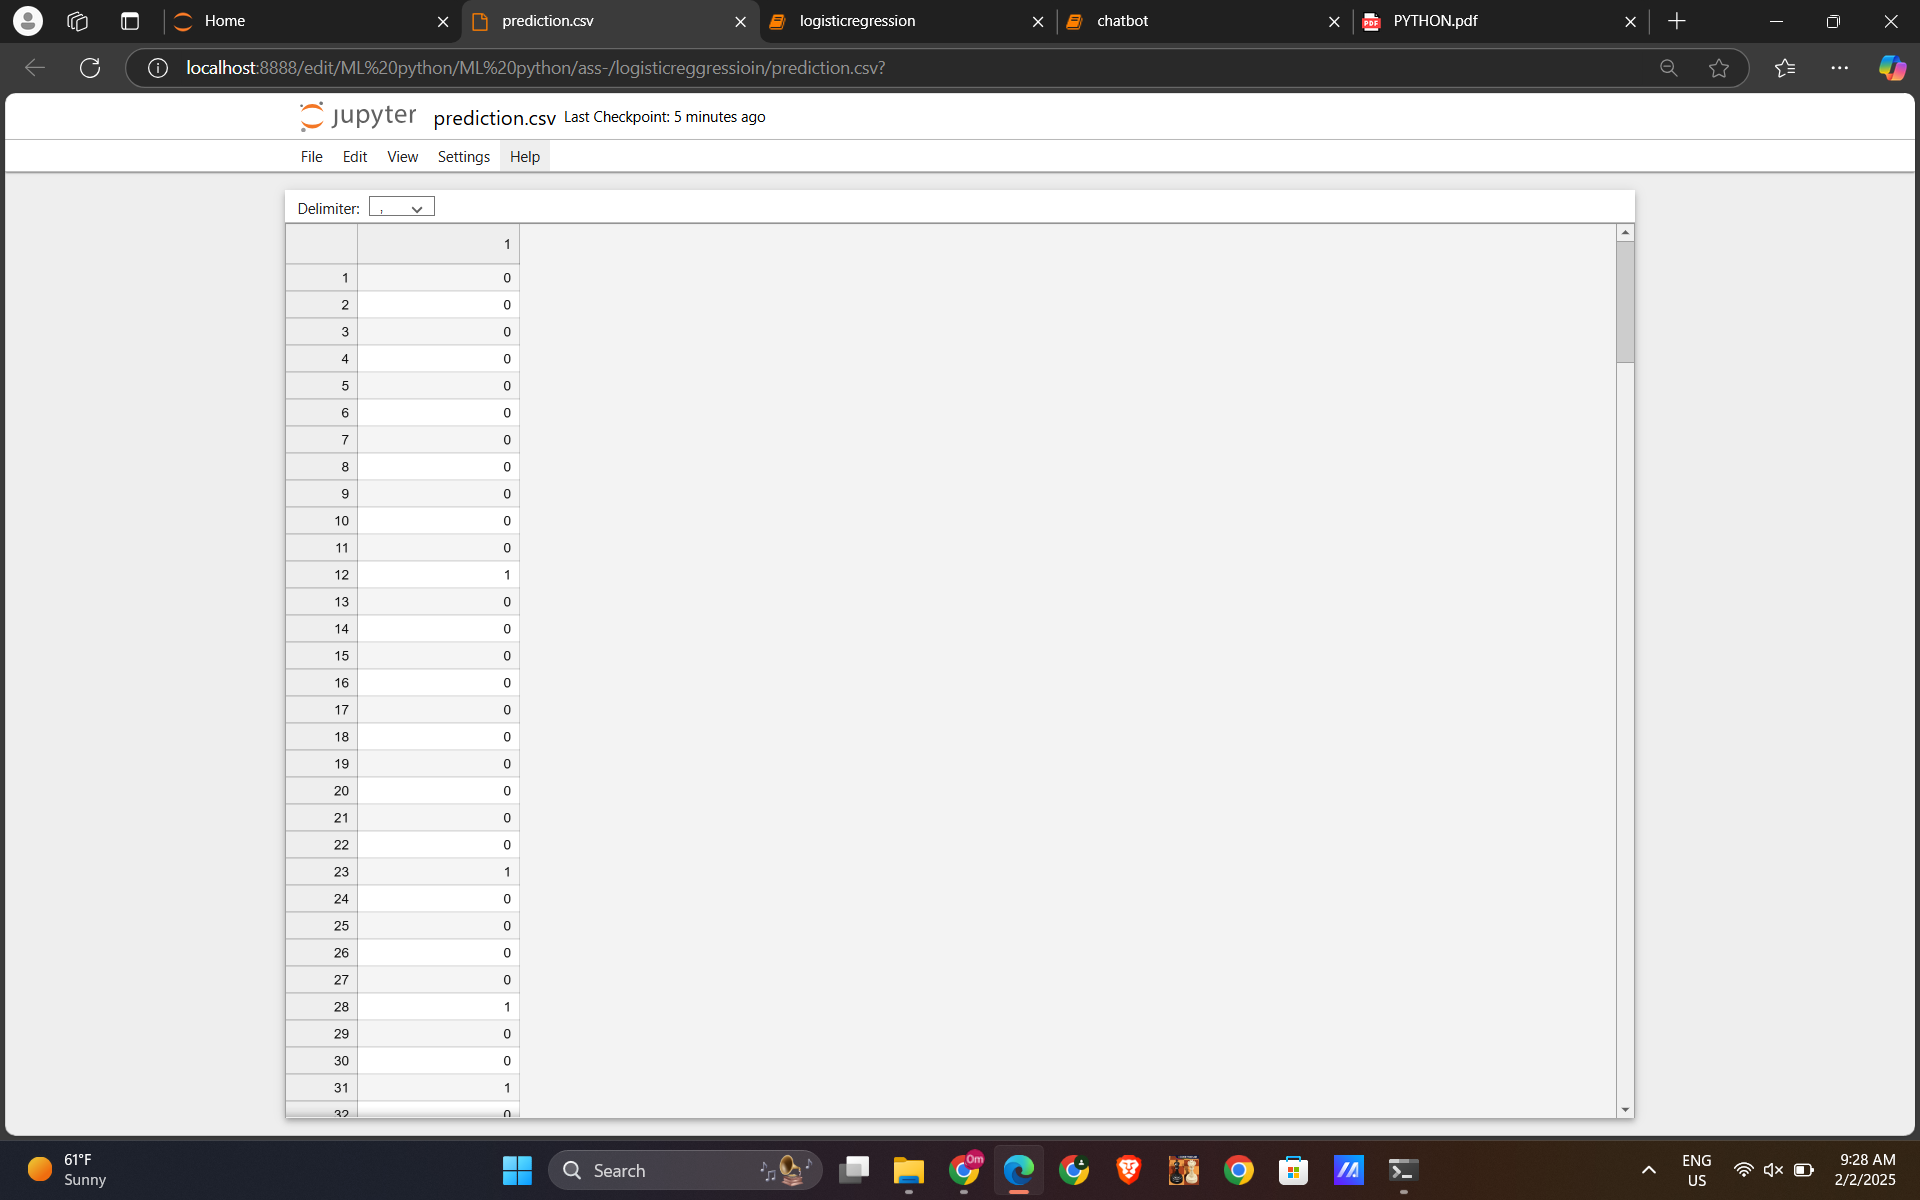 Home
prediction.csv
logisticregression
chatbot
PYTHON.pdf
localhost:8888/edit/ML%20python/ML%20python/ass-/logisticreggressioin/prediction.csv?
jupyter prediction.csv Last Checkpoint: 5 minutes ago
File Edit View Settings Help
Delimiter: ,
1
1 0
2 0
3 0
4 0
5 0
6 0
7 0
8 0
9 0
10 0
11 0
12 1
13 0
14 0
15 0
16 0
17 0
18 0
19 0
20 0
21 0
22 0
23 1
24 0
25 0
26 0
27 0
28 1
29 0
30 0
31 1
32 0
61°F
Sunny
Search
Om
ENG
US
9:28 AM
2/2/2025